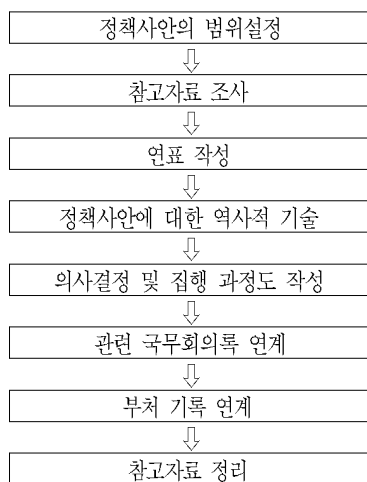 정책사안의 범위설정
참고자료 조사
연표 작성
정책사안에 대한 역사적 기술
의사결정 및 집행 과정도 작성
관련 국무회의록 연계
부처 기록 연계
참고자료 정리